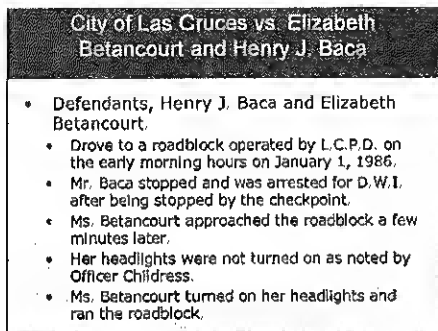 City of Las Cruces vs. Elizabeth
Betancourt and Henry J. Baca
• Defendants, Henry J. Baca and Elizabeth
Betancourt.
• Drove to a roadblock operated by L.C.P.D. on
the early morning hours on January 1, 1986.
• Mr. Baca stopped and was arrested for D.W.I.
after being stopped by the checkpoint.
• Ms. Betancourt approached the roadblock a few
minutes later.
• Her headlights were not turned on as noted by
Officer Childress.
• Ms. Betancourt turned on her headlights and
ran the roadblock.